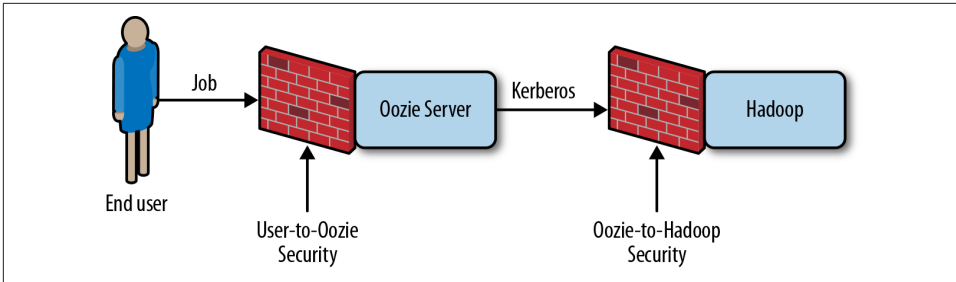 Job
Oozie Server
Kerberos
Hadoop
End user
User-to-Oozie
Security
Oozie-to-Hadoop
Security